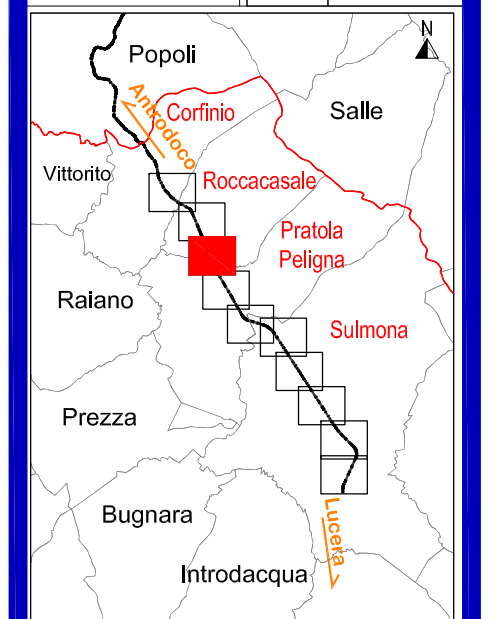 N
Popoli
Antrodoco
Corfinio
Salle
Vittorito
Roccacasale
Pratola
Peligna
Raiano
Sulmona
Prezza
Bugnara
Lucera
Introdacqua